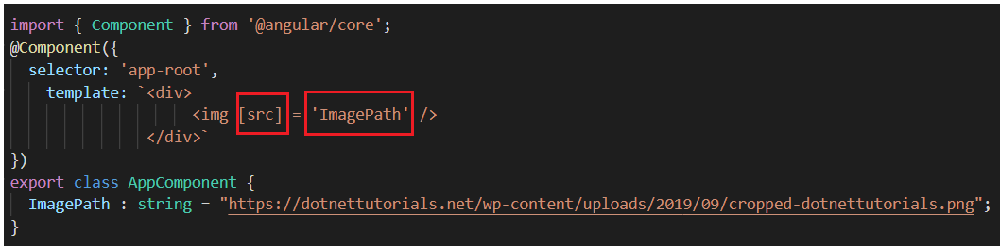 import { Component } from '@angular/core';
@Component({
selector: 'app-root',
template: `<div>
<img [src] = 'ImagePath' />
</div>`
})
export class AppComponent {
ImagePath : string = "https://dotnettutorials.net/wp-content/uploads/2019/09/cropped-dotnettutorials.png";
}